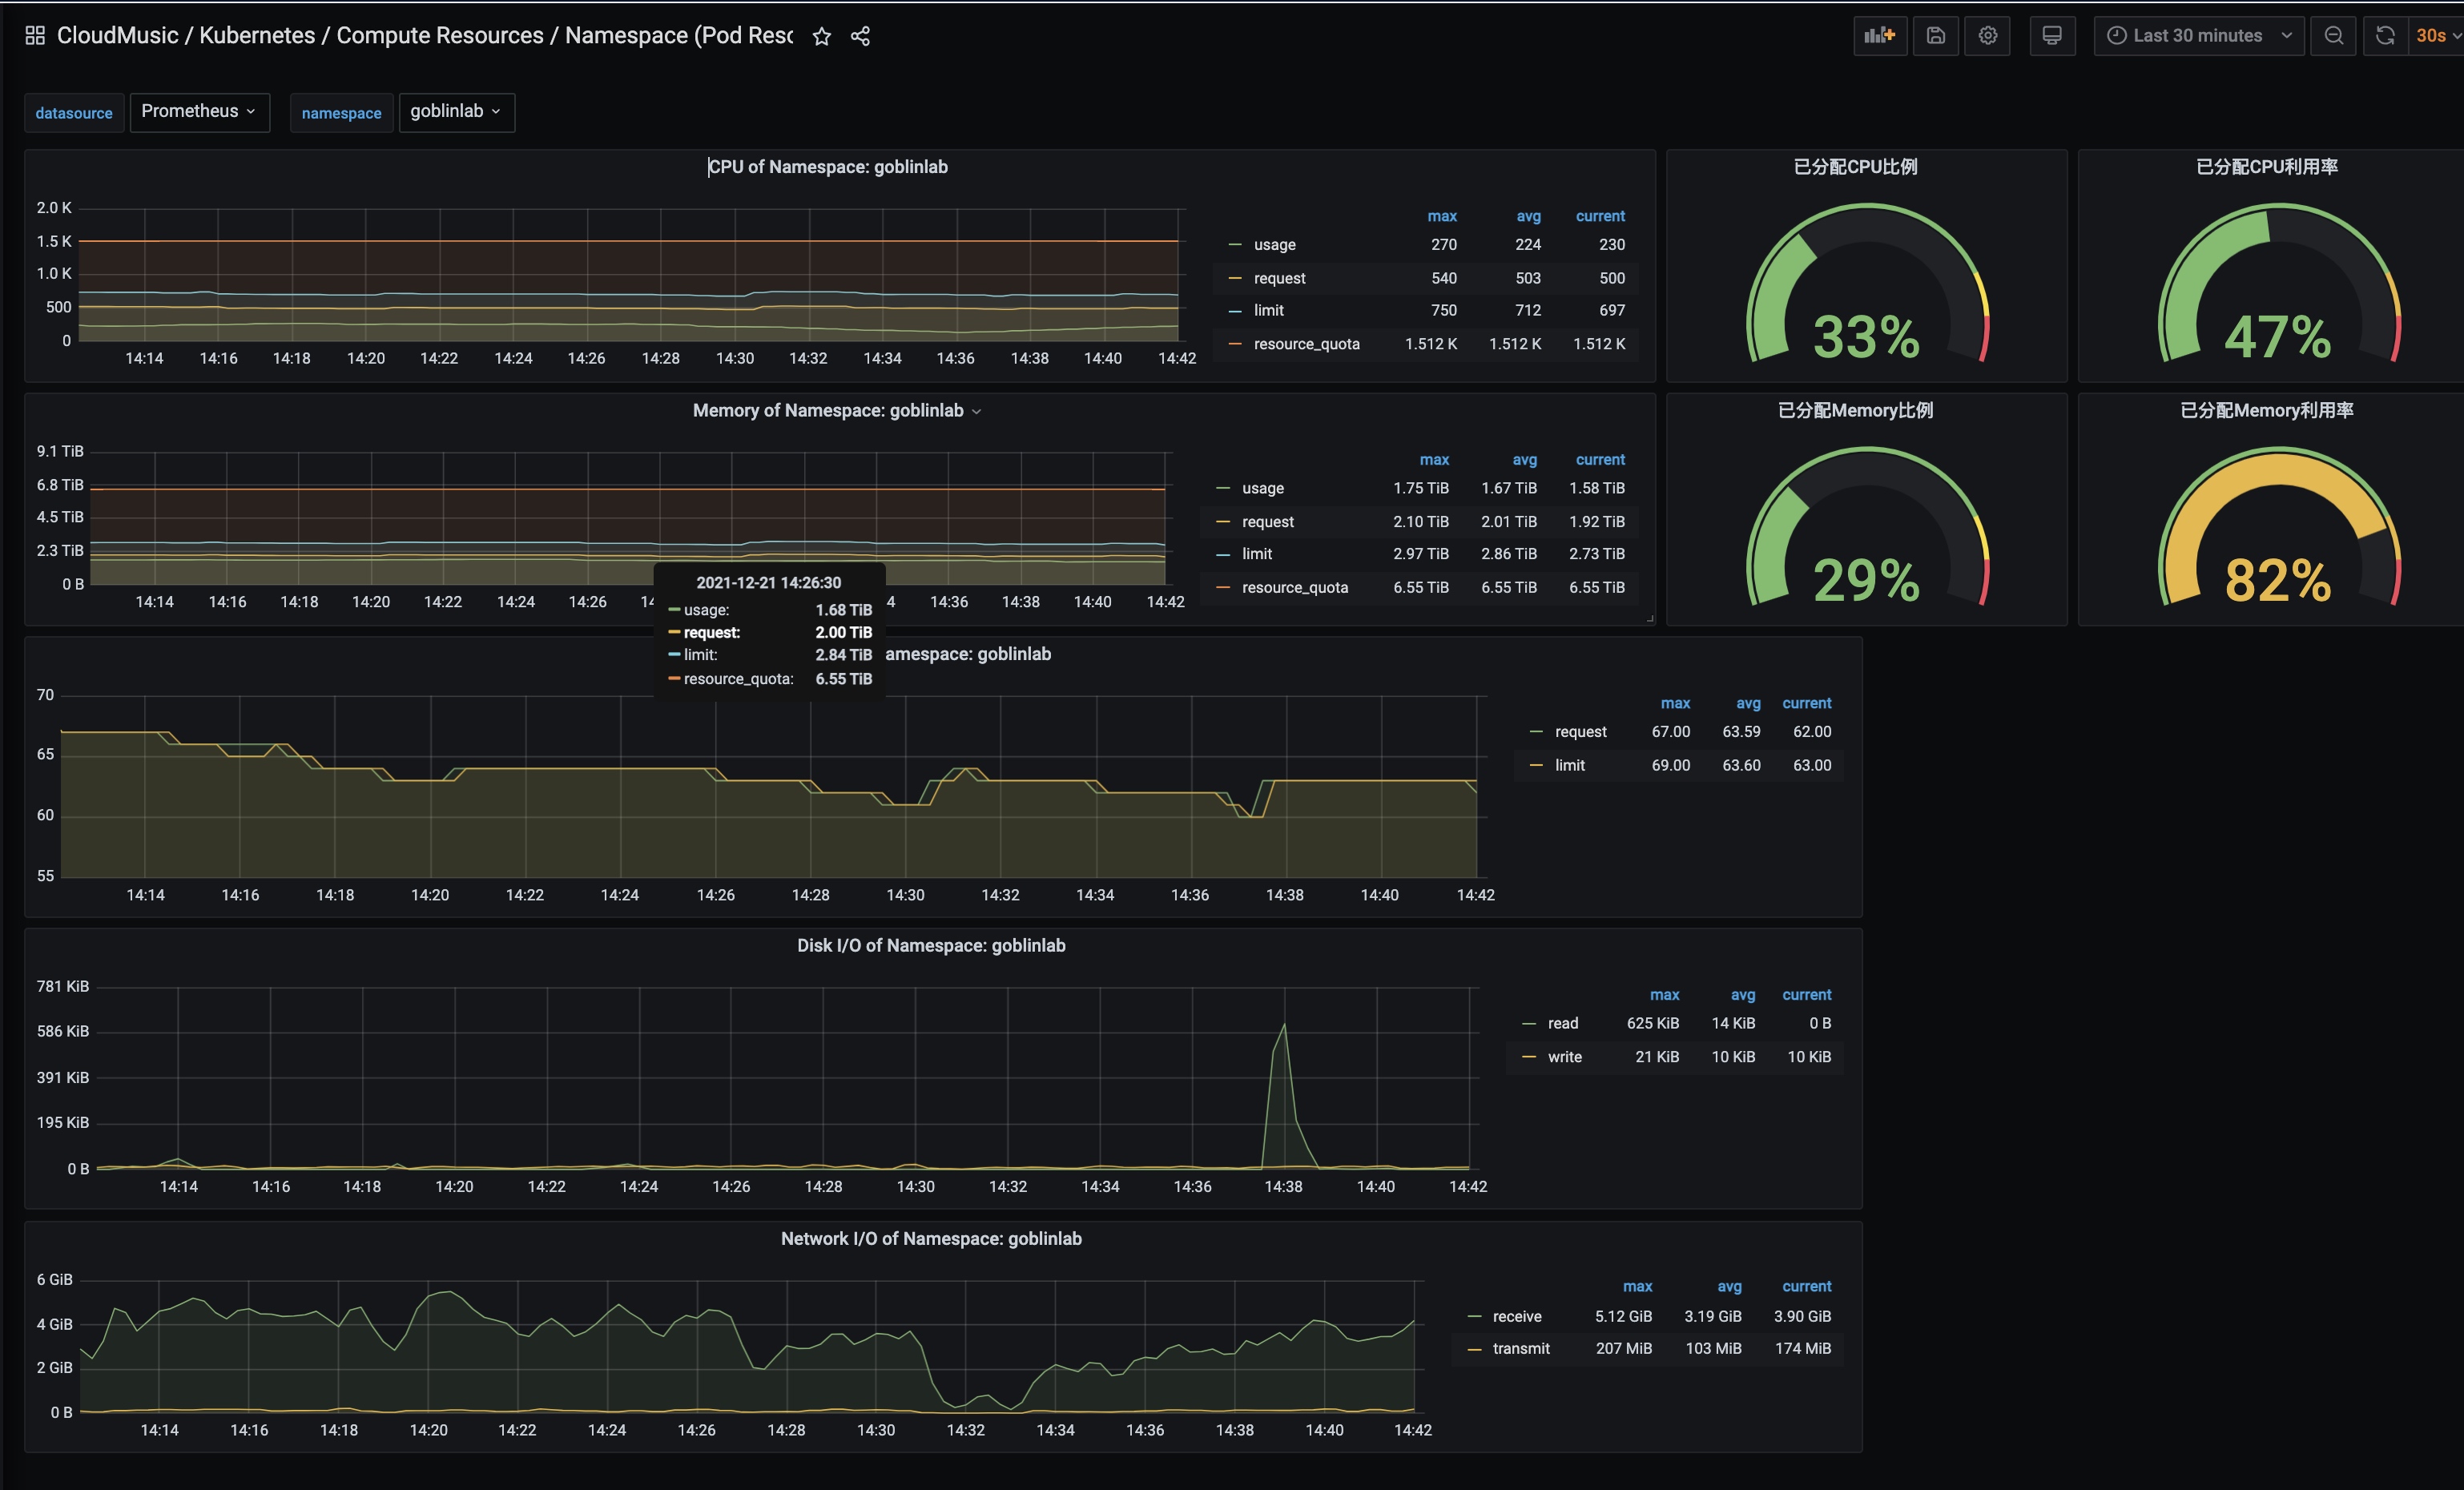 CloudMusic / Kubernetes / Compute Resources / Namespace (Pod Resc
Last 30 minutes
30s
datasource Prometheus namespace goblinlab
CPU of Namespace: goblinlab
2.0 K
1.5 K
1.0 K
500
0
14:14 14:16 14:18 14:20 14:22 14:24 14:26 14:28 14:30 14:32 14:34 14:36 14:38 14:40 14:42
max avg current
usage 270 224 230
request 540 503 500
limit 750 712 697
resource_quota 1.512 K 1.512 K 1.512 K
已分配CPU比例
33%
已分配CPU利用率
47%
Memory of Namespace: goblinlab
9.1 TiB
6.8 TiB
4.5 TiB
2.3 TiB
0 B
14:14 14:16 14:18 14:20 14:22 14:24 14:26 14 4 14:36 14:38 14:40 14:42
max avg current
usage 1.75 TiB 1.67 TiB 1.58 TiB
request 2.10 TiB 2.01 TiB 1.92 TiB
limit 2.97 TiB 2.86 TiB 2.73 TiB
resource_quota 6.55 TiB 6.55 TiB 6.55 TiB
已分配Memory比例
29%
已分配Memory利用率
82%
2021-12-21 14:26:30
usage: 1.68 TiB
request: 2.00 TiB
limit: 2.84 TiB
resource_quota: 6.55 TiB
amespace: goblinlab
70
65
60
55
14:14 14:16 14:18 14:20 14:22 14:24 14:26 14:28 14:30 14:32 14:34 14:36 14:38 14:40 14:42
max avg current
request 67.00 63.59 62.00
limit 69.00 63.60 63.00
Disk I/O of Namespace: goblinlab
781 KiB
586 KiB
391 KiB
195 KiB
0 B
14:14 14:16 14:18 14:20 14:22 14:24 14:26 14:28 14:30 14:32 14:34 14:36 14:38 14:40 14:42
max avg current
read 625 KiB 14 KiB 0 B
write 21 KiB 10 KiB 10 KiB
Network I/O of Namespace: goblinlab
6 GiB
4 GiB
2 GiB
0 B
14:14 14:16 14:18 14:20 14:22 14:24 14:26 14:28 14:30 14:32 14:34 14:36 14:38 14:40 14:42
max avg current
receive 5.12 GiB 3.19 GiB 3.90 GiB
transmit 207 MiB 103 MiB 174 MiB